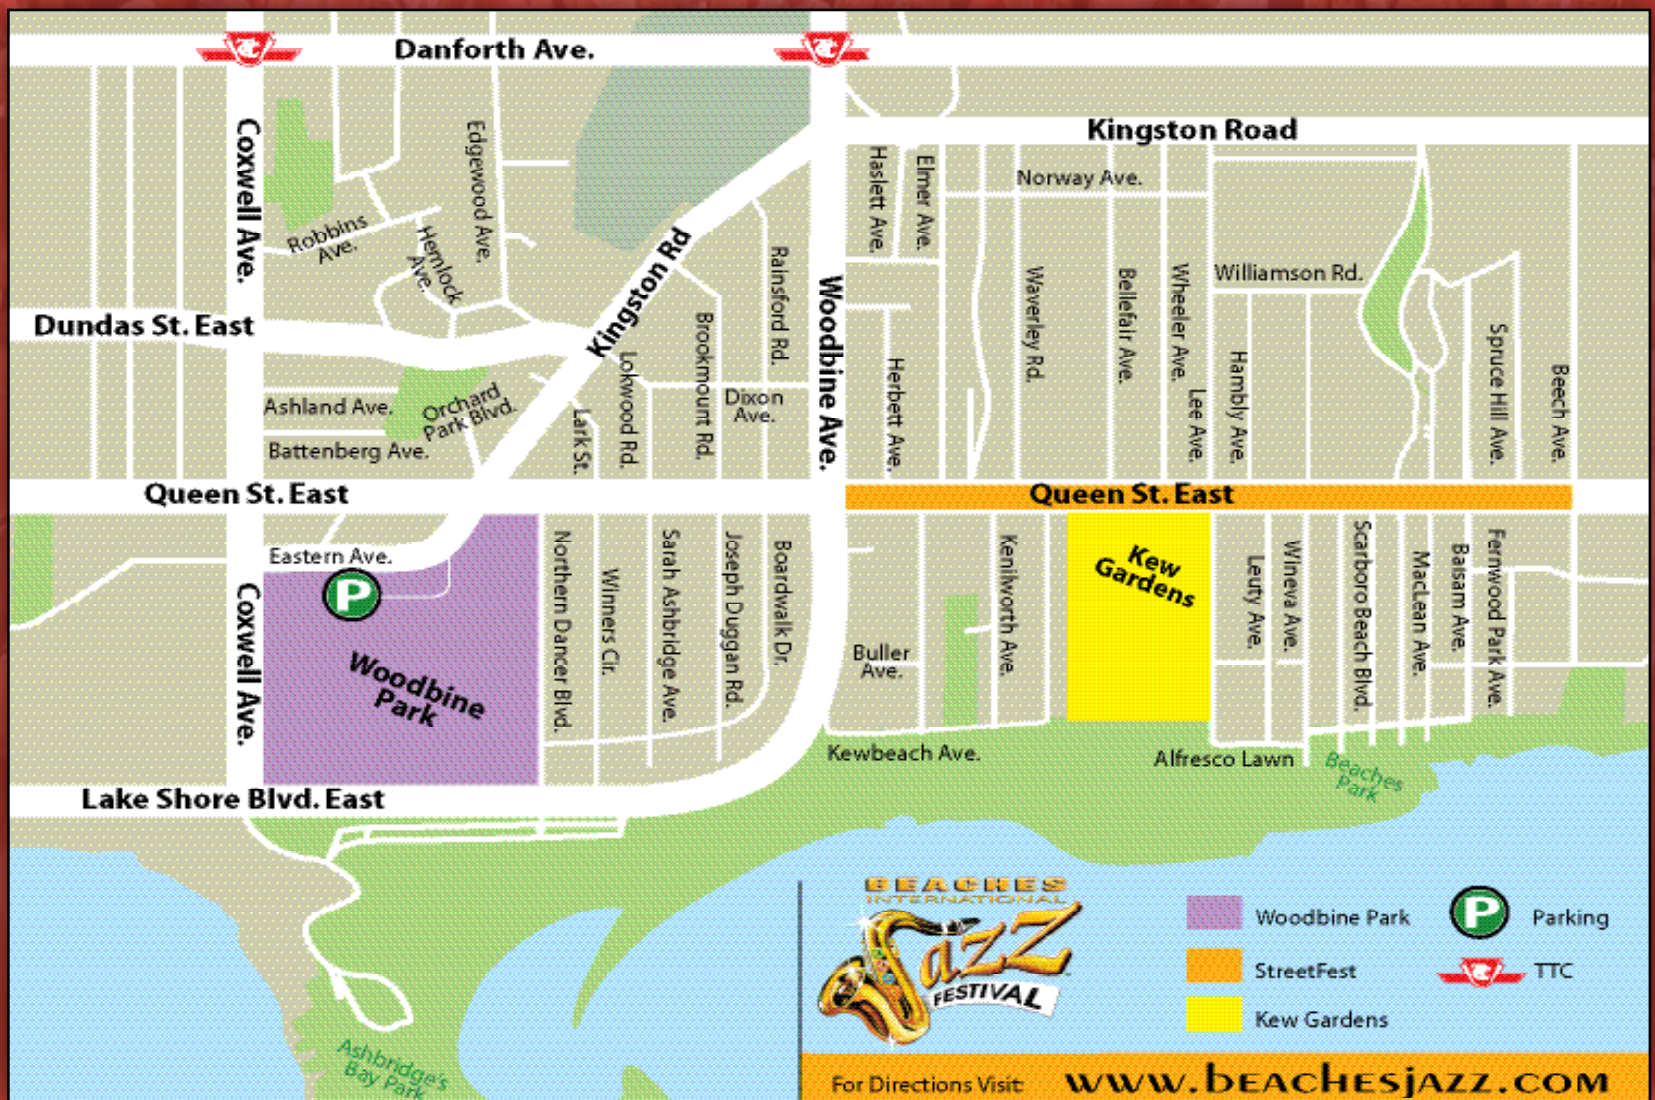 Danforth Ave.
Kingston Road
Coxwell Ave.
Edgewood Ave.
Haslett Ave.
Elmer Ave.
Norway Ave.
Robbins
Ave.
Hemlock
Ave.
Kingston Rd
Rainsford Rd.
Woodbine Ave.
Waverley Rd.
Bellefair Ave.
Wheeler Ave.
Williamson Rd.
Dundas St. East
Brookmount Rd.
Lokwood Rd.
Herbett Ave.
Lee Ave.
Hambly Ave.
Spruce Hill Ave.
Beech Ave.
Ashland Ave.
Orchard
Park Blvd.
Lark St.
Dixon
Ave.
Battenberg Ave.
Queen St. East
Queen St. East
Eastern Ave.
P
Coxwell Ave.
Woodbine
Park
Northern Dancer Blvd.
Winners Cir.
Sarah Ashbridge Ave.
Joseph Duggan Rd.
Boardwalk Dr.
Buller
Ave.
Kenilworth Ave.
Kew
Gardens
Leuty Ave.
Wineva Ave.
Scarboro Beach Blvd.
MacLean Ave.
Balsam Ave.
Fernwood Park Ave.
Kewbeach Ave.
Alfresco Lawn
Beaches
Park
Lake Shore Blvd. East
Ashbridge's
Bay Park
BEACHES
INTERNATIONAL
JAZZ
FESTIVAL
Woodbine Park
P
Parking
StreetFest
TTC
Kew Gardens
For Directions Visit:
www.beachesjazz.com